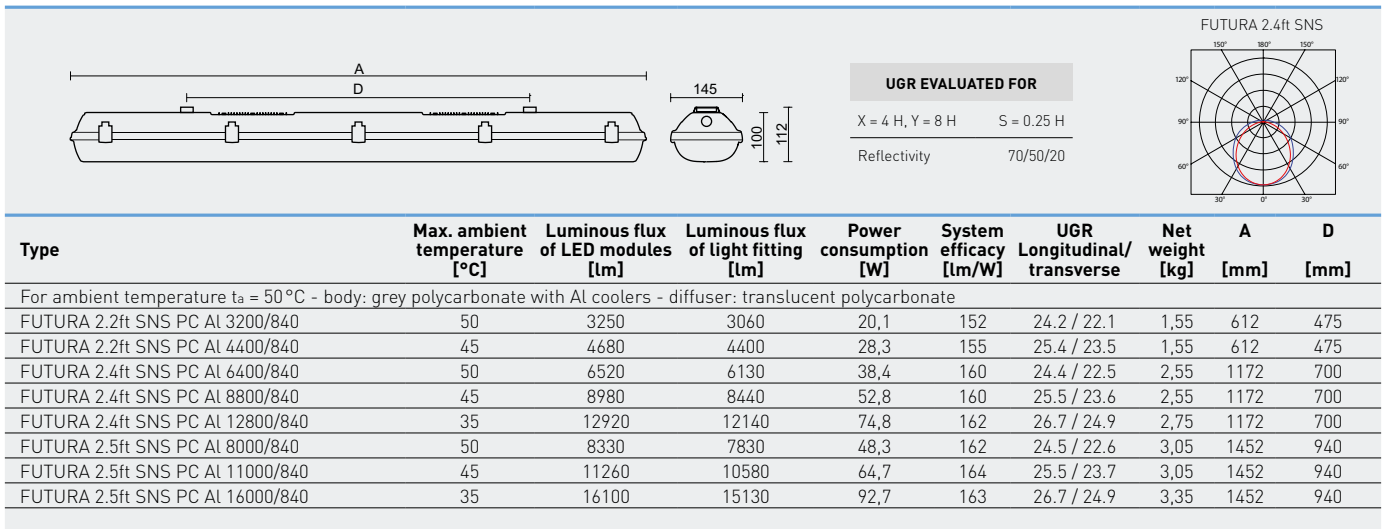 FUTURA 2.4ft SNS
A
D
145
100
112
UGR EVALUATED FOR
X = 4 H, Y = 8 H S = 0.25 H
Reflectivity 70/50/20
150° 180° 150°
120° 120°
90° 90°
60° 60°
30° 0° 30°
Type Max. ambient temperature [°C] Luminous flux of LED modules [lm] Luminous flux of light fitting [lm] Power consumption [W] System efficacy [lm/W] UGR Longitudinal/ transverse Net weight [kg] A [mm] D [mm]
For ambient temperature ta = 50°C - body: grey polycarbonate with Al coolers - diffuser: translucent polycarbonate
FUTURA 2.2ft SNS PC Al 3200/840 50 3250 3060 20,1 152 24.2 / 22.1 1,55 612 475
FUTURA 2.2ft SNS PC Al 4400/840 45 4680 4400 28,3 155 25.4 / 23.5 1,55 612 475
FUTURA 2.4ft SNS PC Al 6400/840 50 6520 6130 38,4 160 24.4 / 22.5 2,55 1172 700
FUTURA 2.4ft SNS PC Al 8800/840 45 8980 8440 52,8 160 25.5 / 23.6 2,55 1172 700
FUTURA 2.4ft SNS PC Al 12800/840 35 12920 12140 74,8 162 26.7 / 24.9 2,75 1172 700
FUTURA 2.5ft SNS PC Al 8000/840 50 8330 7830 48,3 162 24.5 / 22.6 3,05 1452 940
FUTURA 2.5ft SNS PC Al 11000/840 45 11260 10580 64,7 164 25.5 / 23.7 3,05 1452 940
FUTURA 2.5ft SNS PC Al 16000/840 35 16100 15130 92,7 163 26.7 / 24.9 3,35 1452 940